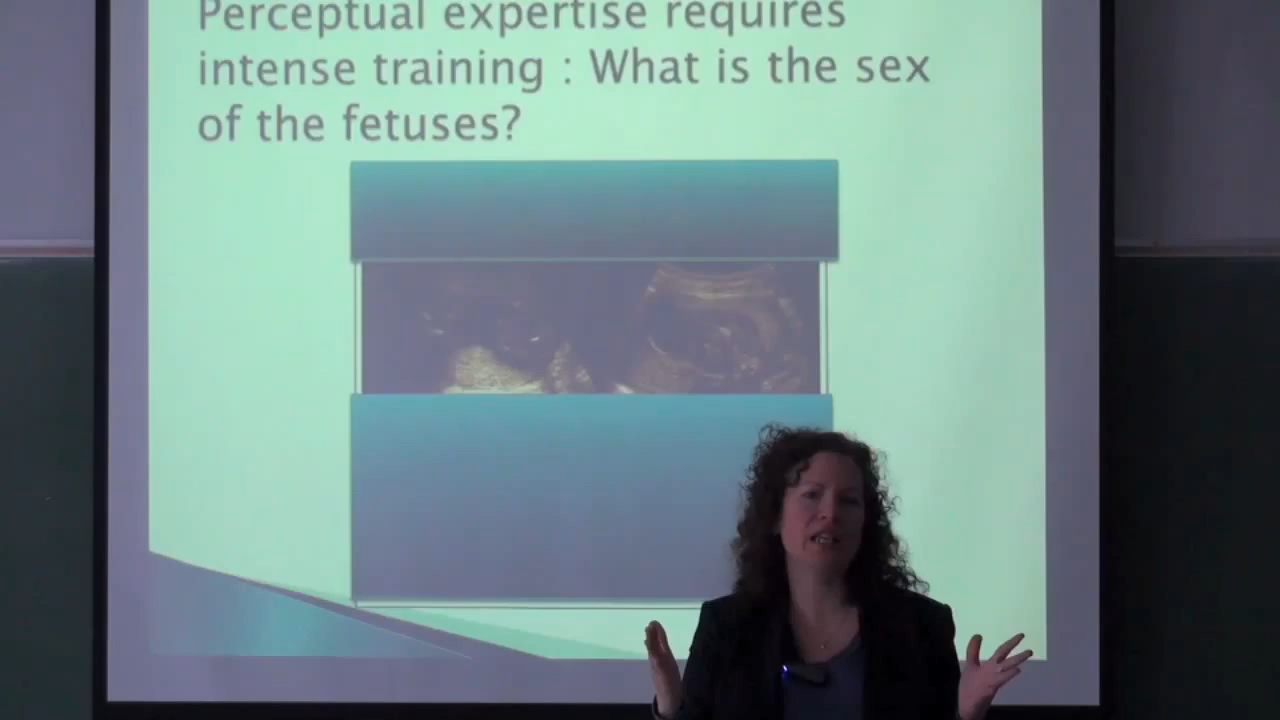 Perceptual expertise requires
intense training : What is the sex
of the fetuses?